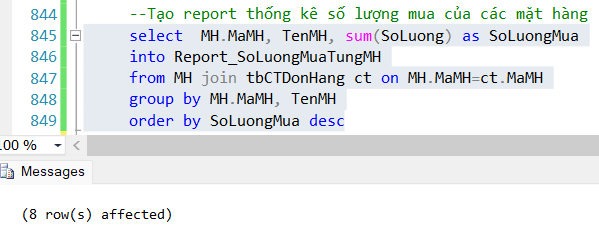 844 --Tạo report thống kê số lượng mua của các mặt hàng
845 select MH.MaMH, TenMH, sum(SoLuong) as SoLuongMua
846 into Report_SoLuongMuaTungMH
847 from MH join tbCTDonHang ct on MH.MaMH=ct.MaMH
848 group by MH.MaMH, TenMH
849 order by SoLuongMua desc
.00 %
Messages
(8 row(s) affected)